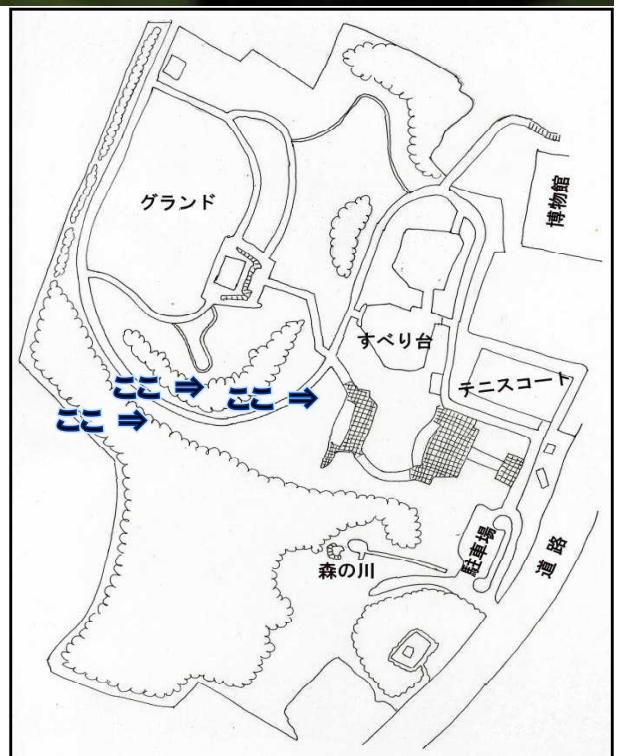 グランド
博物館
すべり台
テニスコート
ここ ⇒
ここ ⇒
ここ ⇒
駐車場
道路
森の川